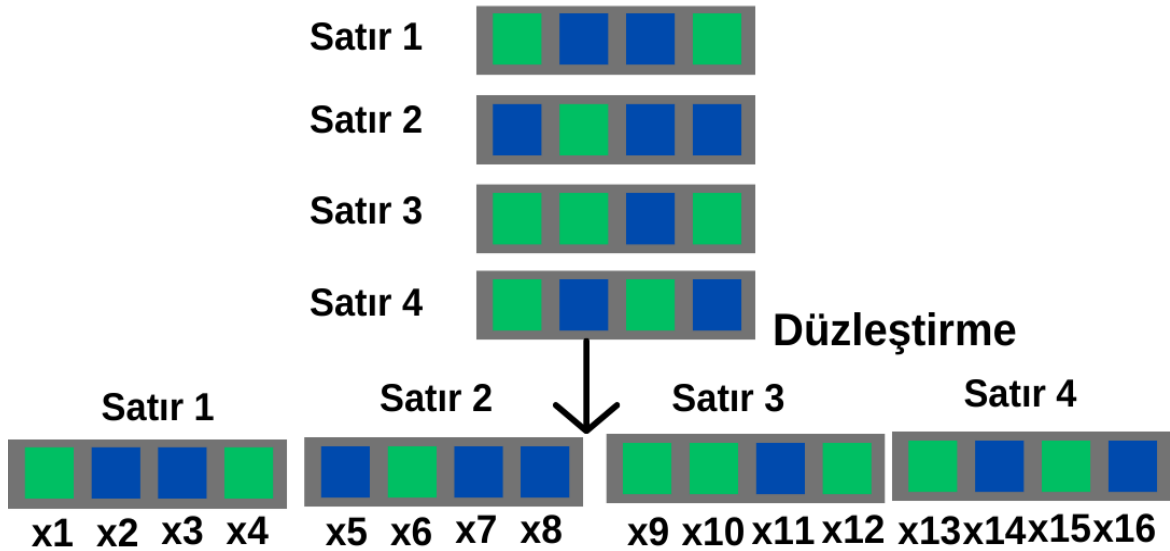 Satır 1
Satır 2
Satır 3
Satır 4
Düzleştirme
Satır 1 Satır 2 Satır 3 Satır 4
x1 x2 x3 x4 x5 x6 x7 x8 x9 x10 x11 x12 x13 x14 x15 x16